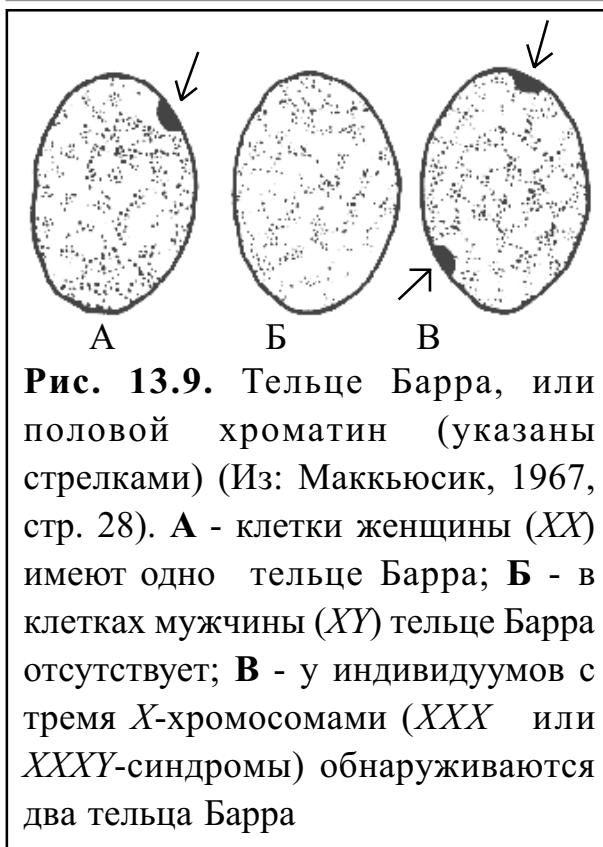 А Б В
Рис. 13.9. Тельце Барра, или
половой хроматин (указаны
стрелками) (Из: Маккьюсик, 1967,
стр. 28). А - клетки женщины (XX)
имеют одно тельце Барра; Б - в
клетках мужчины (XY) тельце Барра
отсутствует; В - у индивидуумов с
тремя X-хромосомами (XXX или
XXXY-синдромы) обнаруживаются
два тельца Барра